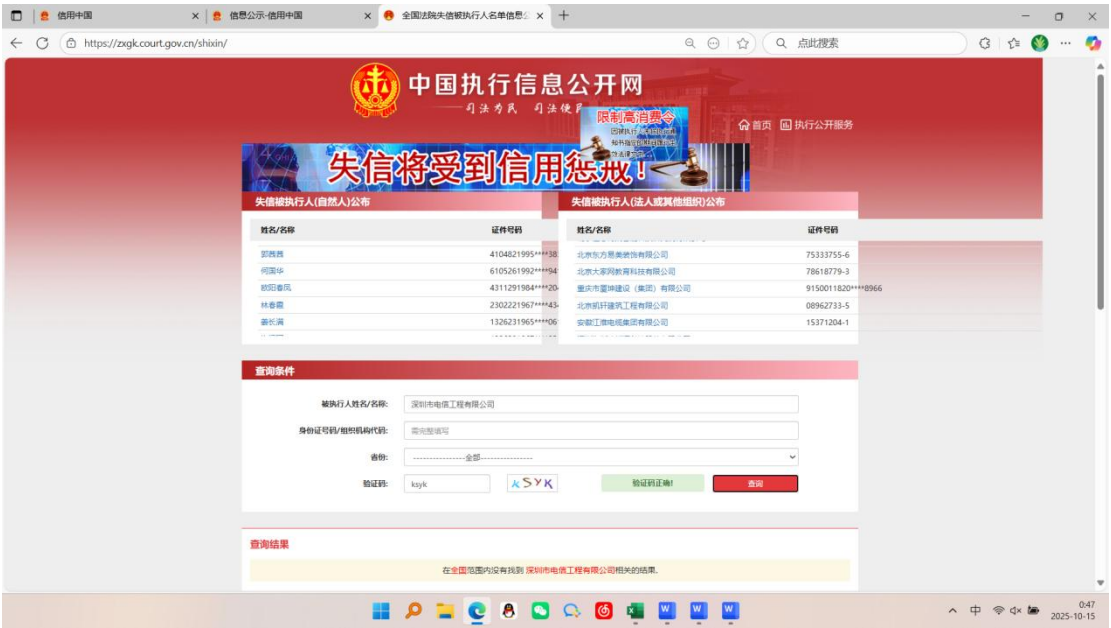 信用中国
信息公示-信用中国
全国法院失信被执行人名单信息公
https://zxgk.court.gov.cn/shixin/
点此搜索
中国执行信息公开网
司法为民 司法便民
限制高消费令
首页 执行公开服务
失信将受到信用惩戒!
失信被执行人(自然人)公布
失信被执行人(法人或其他组织)公布
姓名/名称 证件号码
姓名/名称 证件号码
郭茜茜 4104821995****38
北京东方易美装饰有限公司 75333755-6
何国华 6105261992****94
北京大家网教育科技有限公司 78618779-3
欧阳春凤 4311291984****20
重庆市盟坤建设(集团)有限公司 9150011820****8966
林春霞 2302221967****43
北京凯轩建筑工程有限公司 08962733-5
姜长满 1326231965****06
安徽江淮电缆集团有限公司 15371204-1
查询条件
被执行人姓名/名称: 深圳市电信工程有限公司
身份证号码/组织机构代码: 需完整填写
省份: ----------------全部----------------
验证码: ksyk kSYK 验证码正确! 查询
查询结果
在全国范围内没有找到 深圳市电信工程有限公司相关的结果.
中
0:47
2025-10-15